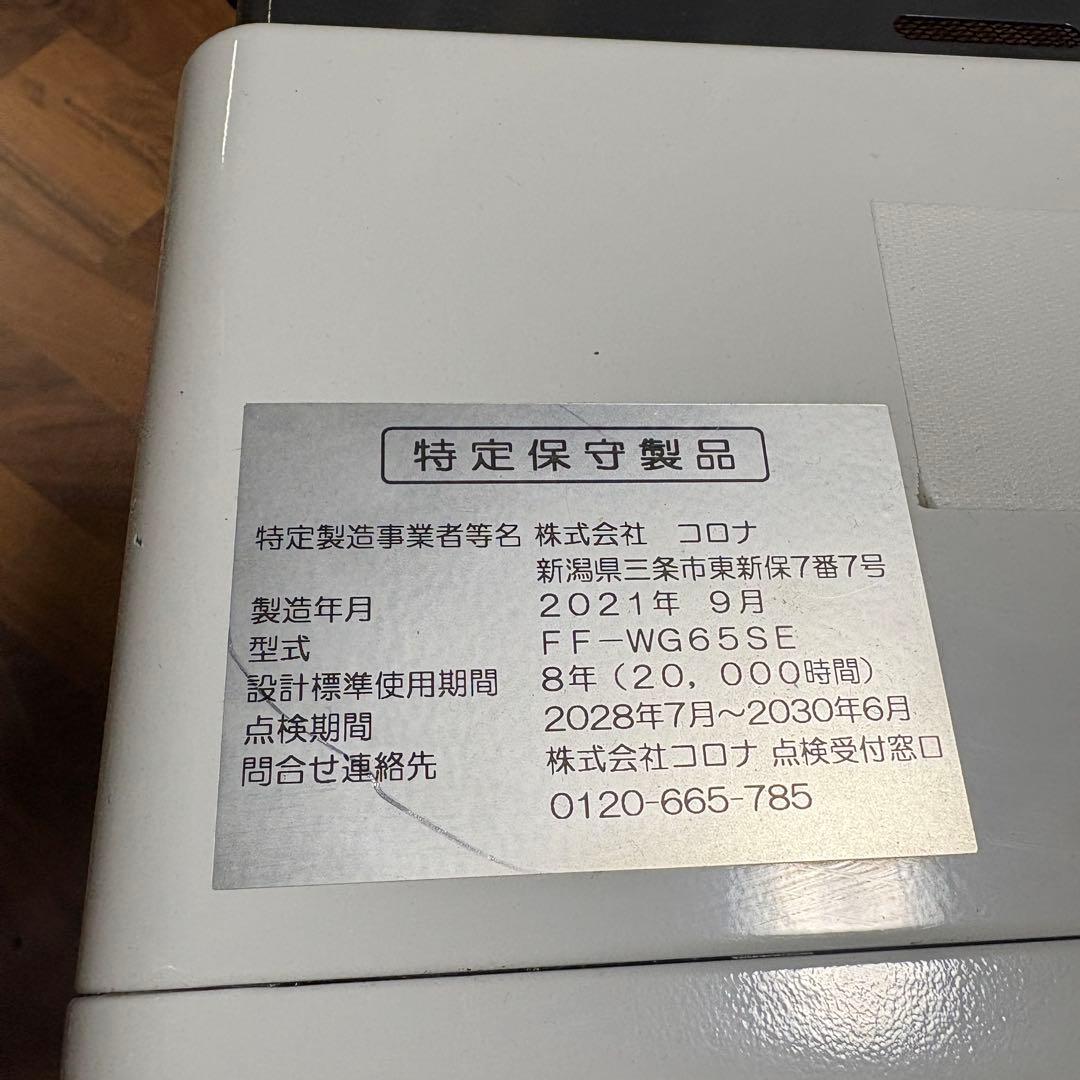 特定保守製品
特定製造事業者等名 株式会社 コロナ
新潟県三条市東新保7番7号
製造年月 2021年 9月
型式 FF-WG65SE
設計標準使用期間 8年(20,000時間)
点検期間 2028年7月~2030年6月
問合せ連絡先 株式会社コロナ 点検受付窓口
0120-665-785